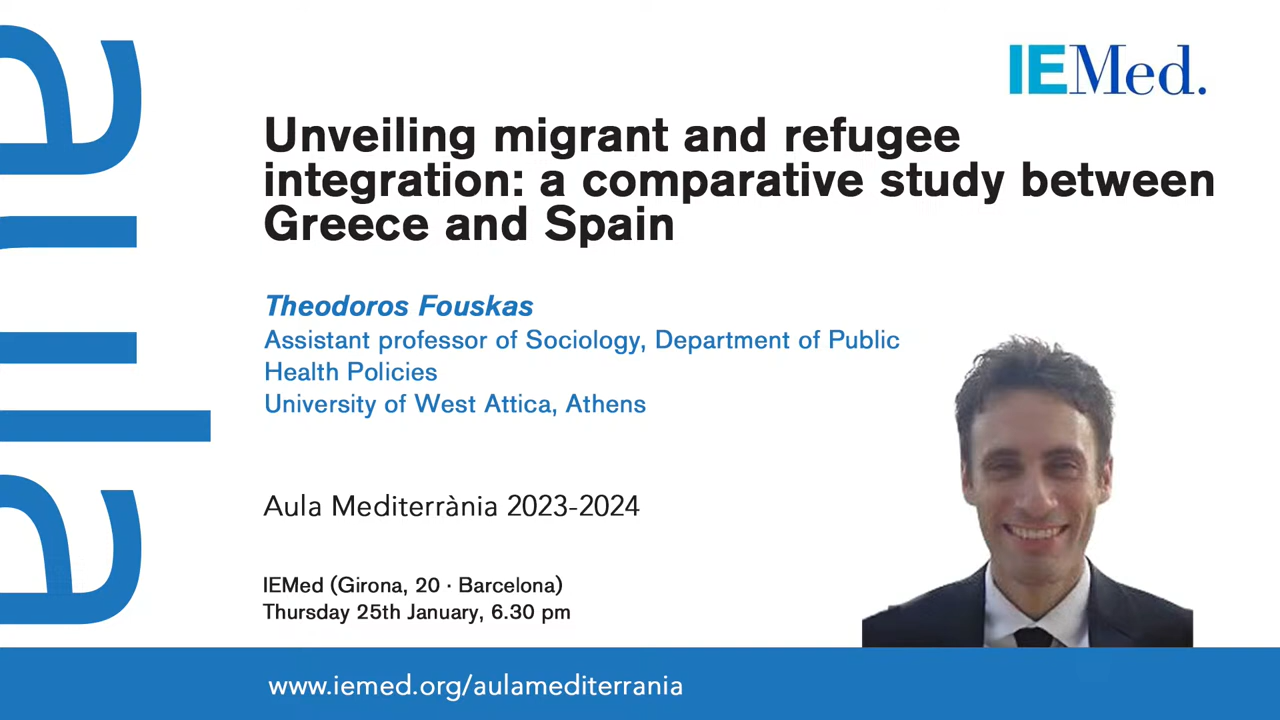 aula
IEMed.
Unveiling migrant and refugee
integration: a comparative study between
Greece and Spain
Theodoros Fouskas
Assistant professor of Sociology, Department of Public
Health Policies
University of West Attica, Athens
Aula Mediterrània 2023-2024
IEMed (Girona, 20 · Barcelona)
Thursday 25th January, 6.30 pm
www.iemed.org/aulamediterrania